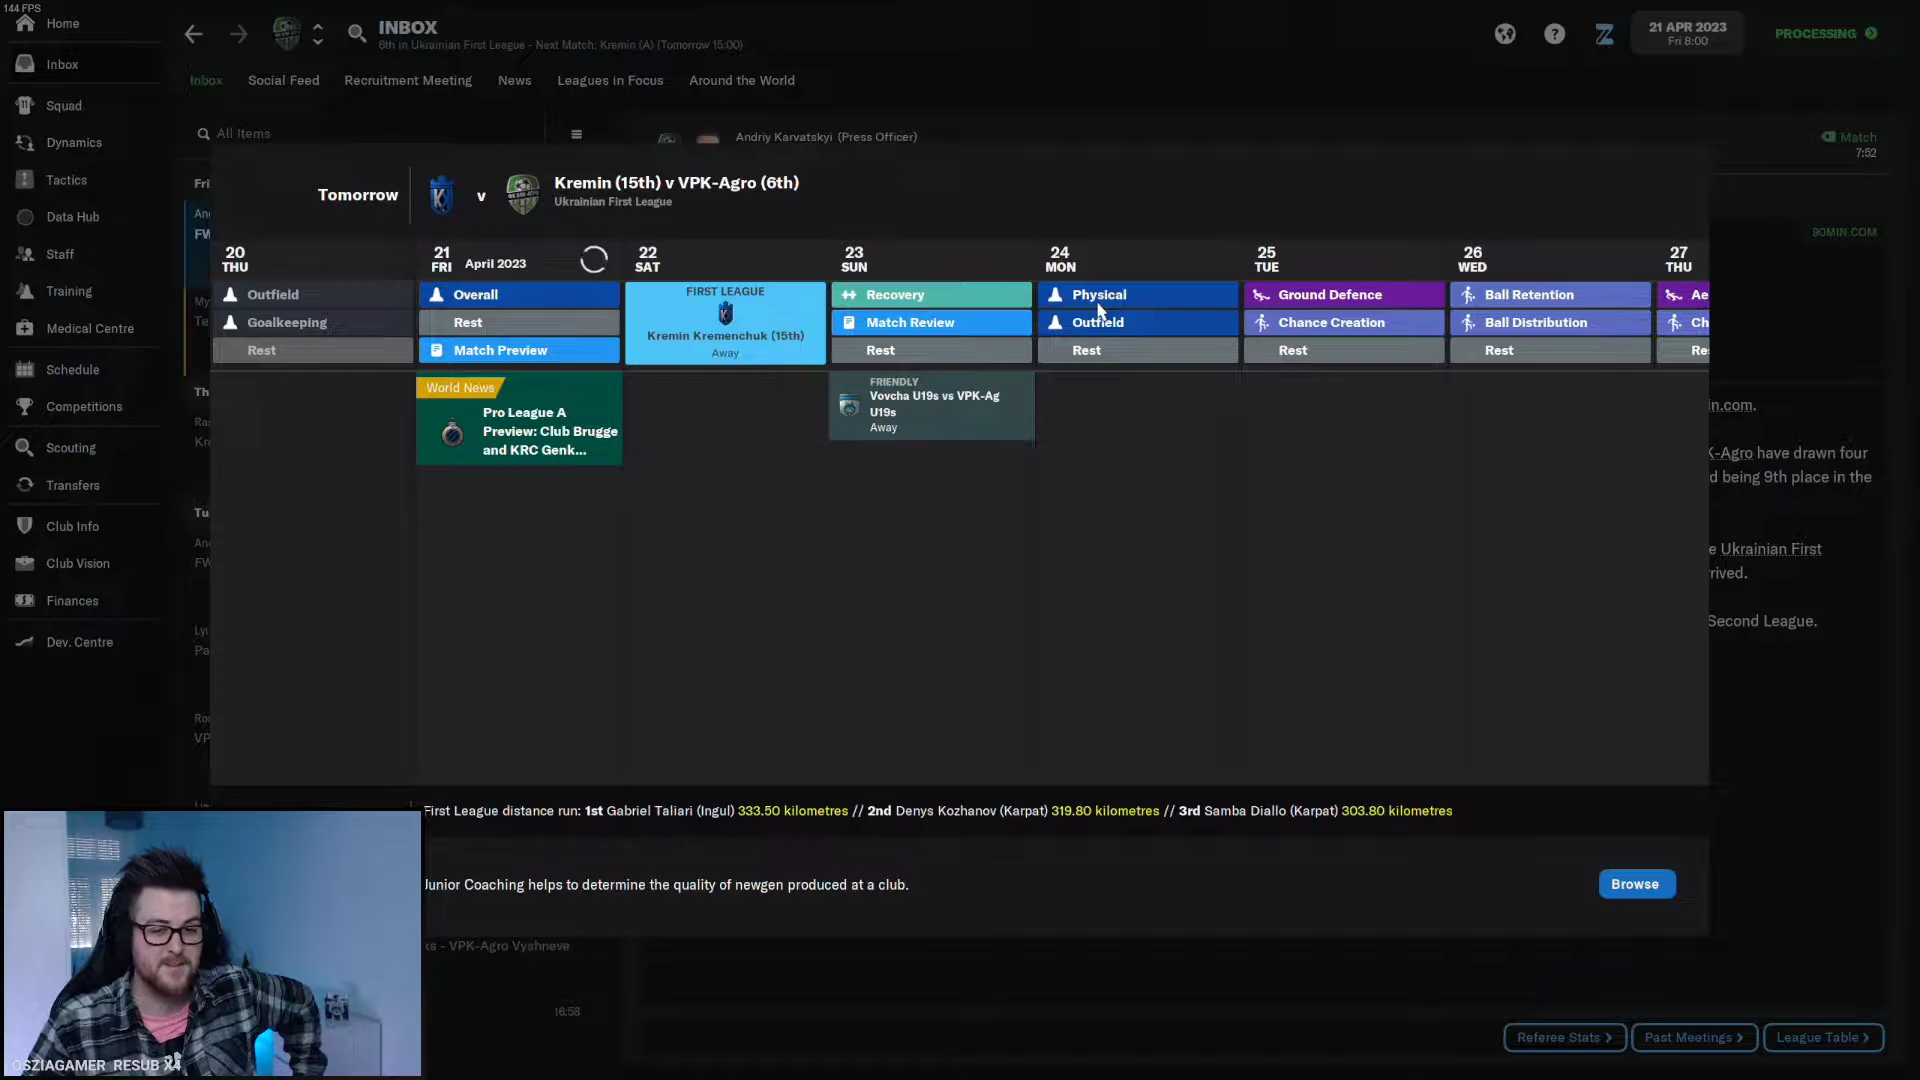 144 FPS
Home
INBOX
6th in Ukrainian First League - Next Match: Kremin (A) (Tomorrow 15:00)
21 APR 2023
Fri 8:00
PROCESSING
Inbox
Inbox
Social Feed
Recruitment Meeting
News
Leagues in Focus
Around the World
Squad
Dynamics
Tactics
Data Hub
Staff
Training
Medical Centre
Schedule
Competitions
Scouting
Transfers
Club Info
Club Vision
Finances
Dev. Centre
All Items
Andriy Karvatskyi (Press Officer)
Match
7:52
90MIN.COM
Tomorrow
v
Kremin (15th) v VPK-Agro (6th)
Ukrainian First League
20
THU
21
FRI April 2023
22
SAT
23
SUN
24
MON
25
TUE
26
WED
27
THU
Outfield
Goalkeeping
Rest
Overall
Rest
Match Preview
FIRST LEAGUE
Kremin Kremenchuk (15th)
Away
Recovery
Match Review
Rest
Physical
Outfield
Rest
Ground Defence
Chance Creation
Rest
Ball Retention
Ball Distribution
Rest
Ae
Ch
Re
World News
Pro League A
Preview: Club Brugge
and KRC Genk...
FRIENDLY
Vovcha U19s vs VPK-Ag
U19s
Away
in.com.
K-Agro have drawn four
d being 9th place in the
e Ukrainian First
rived.
Second League.
First League distance run: 1st Gabriel Taliari (Ingul) 333.50 kilometres // 2nd Denys Kozhanov (Karpat) 319.80 kilometres // 3rd Samba Diallo (Karpat) 303.80 kilometres
Junior Coaching helps to determine the quality of newgen produced at a club.
Browse
ks - VPK-Agro Vyshneve
16:58
Referee Stats
Past Meetings
League Table
OSZIAGAMER RESUB X4